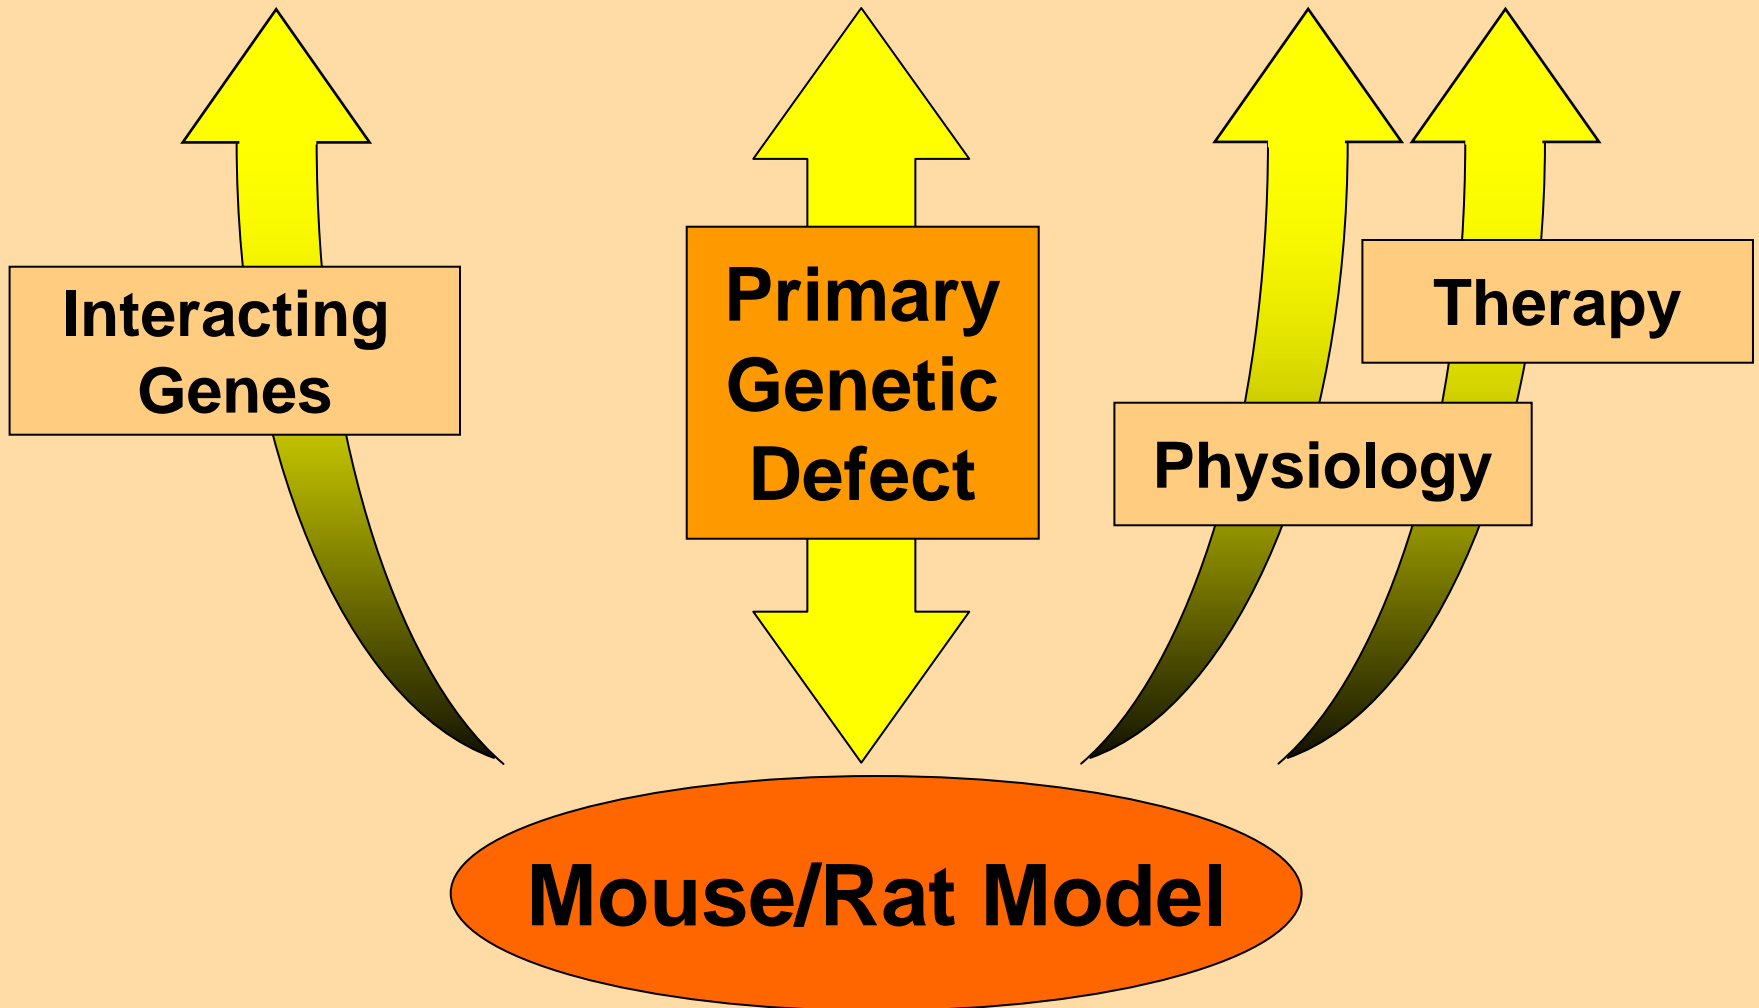 Interacting
Genes
Primary
Genetic
Defect
Therapy
Physiology
Mouse/Rat Model